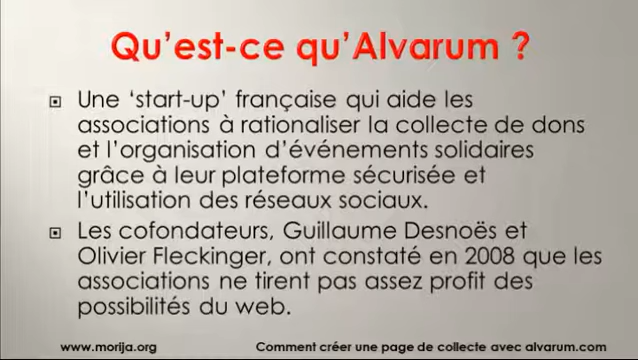 Qu'est-ce qu'Alvarum ?
Une 'start-up' française qui aide les
associations à rationaliser la collecte de dons
et l'organisation d'événements solidaires
grâce à leur plateforme sécurisée et
l'utilisation des réseaux sociaux.
Les cofondateurs, Guillaume Desnoës et
Olivier Fleckinger, ont constaté en 2008 que les
associations ne tirent pas assez profit des
possibilités du web.
www.morija.org Comment créer une page de collecte avec alvarum.com